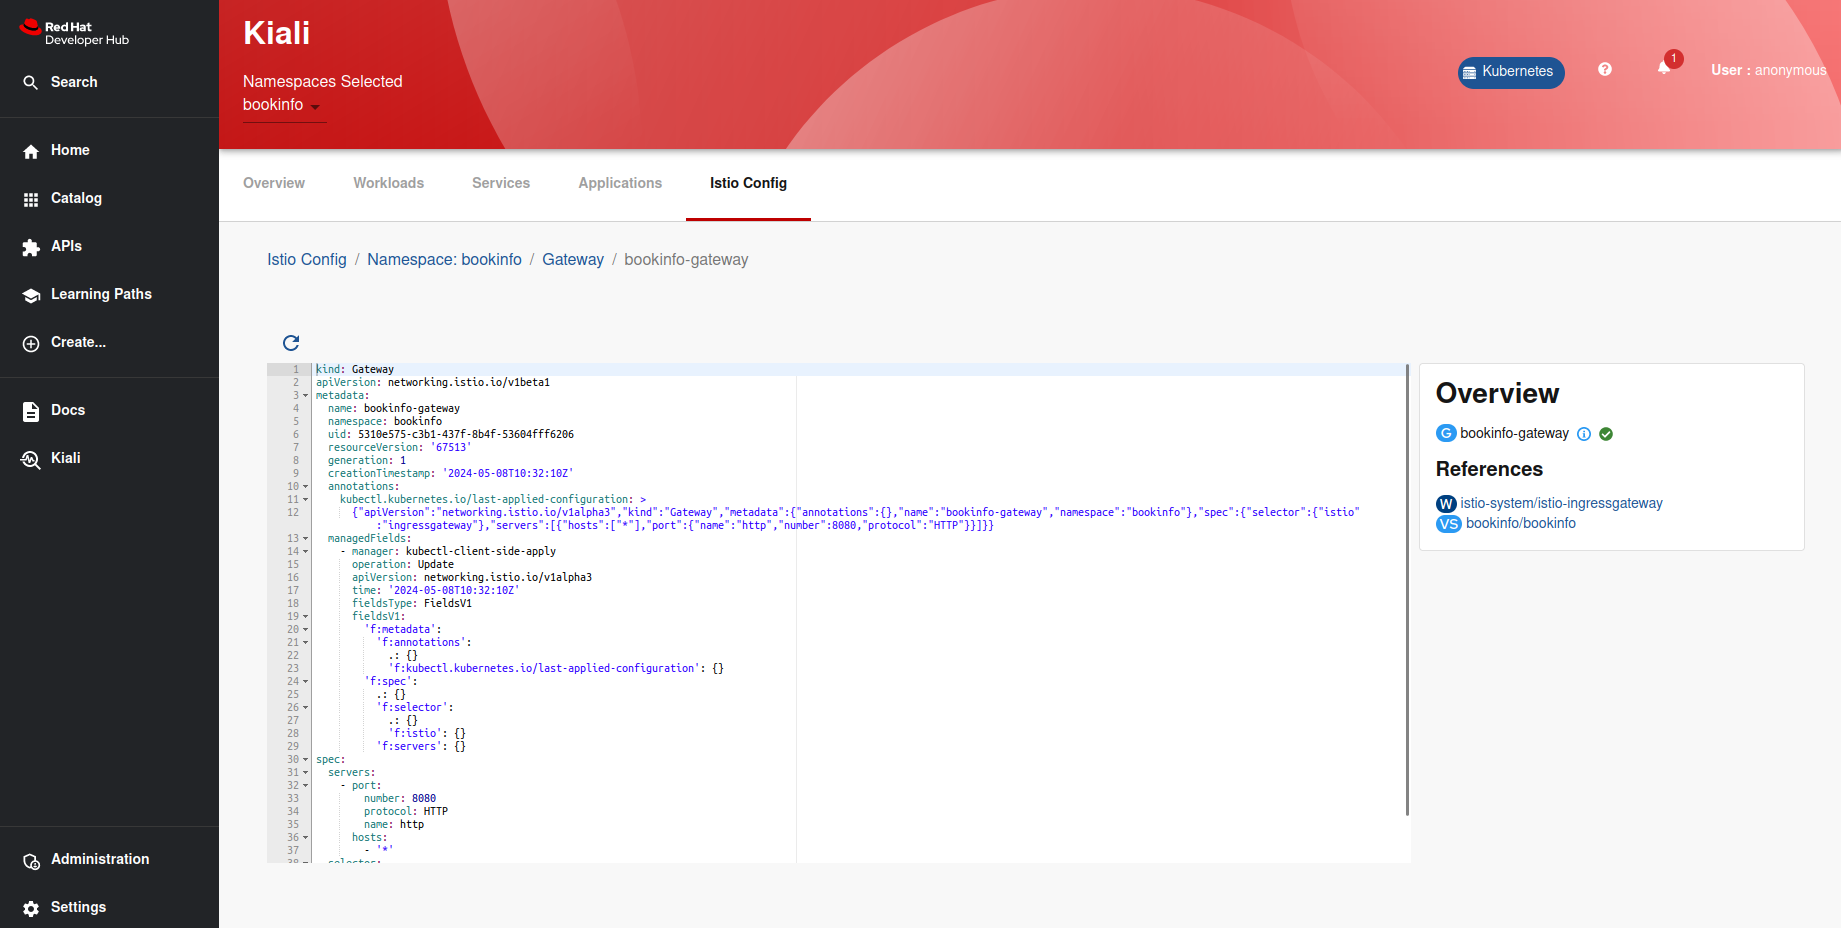 Red Hat
Developer Hub
Search
Home
Catalog
APIs
Learning Paths
Create...
Docs
Kiali
Administration
Settings
Kiali
Namespaces Selected
bookinfo
Kubernetes
1
User : anonymous
Overview Workloads Services Applications Istio Config
Istio Config / Namespace: bookinfo / Gateway / bookinfo-gateway
1 kind: Gateway
2 apiVersion: networking.istio.io/v1beta1
3 metadata:
4 name: bookinfo-gateway
5 namespace: bookinfo
6 uid: 5310e575-c3b1-437f-8b4f-53604fff6206
7 resourceVersion: '67513'
8 generation: 1
9 creationTimestamp: '2024-05-08T10:32:10Z'
10 annotations:
11 kubectl.kubernetes.io/last-applied-configuration: >
12 {"apiVersion":"networking.istio.io/v1alpha3","kind":"Gateway","metadata":{"annotations":{},"name":"bookinfo-gateway","namespace":"bookinfo"},"spec":{"selector":{"istio"
:"ingressgateway"},"servers":[{"hosts":["*"],"port":{"name":"http","number":8080,"protocol":"HTTP"}}]}}
13 managedFields:
14 - manager: kubectl-client-side-apply
15 operation: Update
16 apiVersion: networking.istio.io/v1alpha3
17 time: '2024-05-08T10:32:10Z'
18 fieldsType: FieldsV1
19 fieldsV1:
20 'f:metadata':
21 'f:annotations':
22 .: {}
23 'f:kubectl.kubernetes.io/last-applied-configuration': {}
24 'f:spec':
25 .: {}
26 'f:selector':
27 .: {}
28 'f:istio': {}
29 'f:servers': {}
30 spec:
31 servers:
32 - port:
33 number: 8080
34 protocol: HTTP
35 name: http
36 hosts:
37 - '*'
38 selector:
Overview
G bookinfo-gateway
References
W istio-system/istio-ingressgateway
VS bookinfo/bookinfo